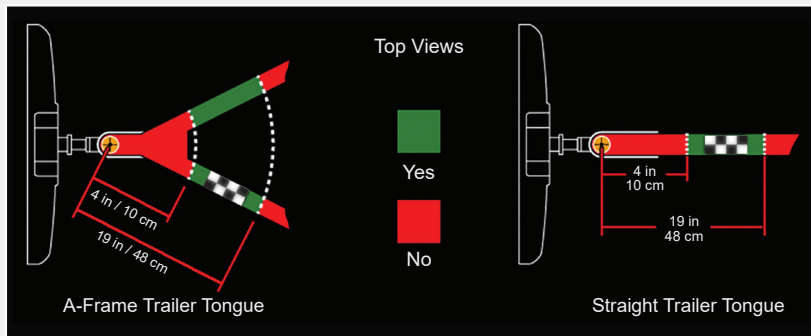 Top Views
Yes
No
4 in / 10 cm
19 in / 48 cm
A-Frame Trailer Tongue
4 in
10 cm
19 in
48 cm
Straight Trailer Tongue